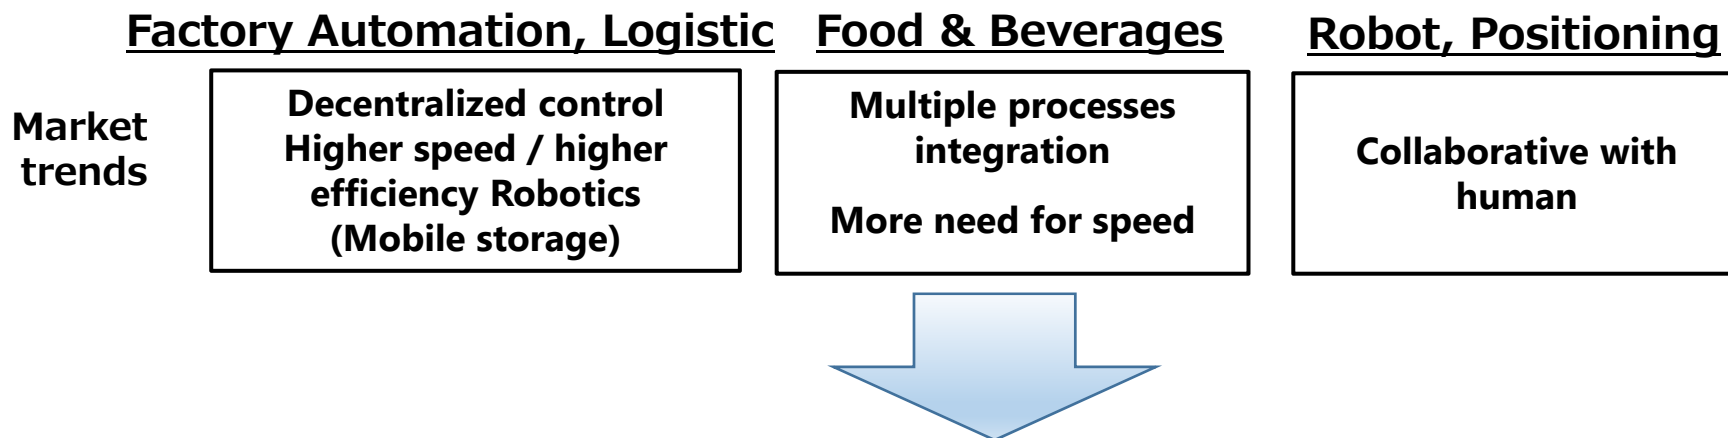 Factory Automation, Logistic
Food & Beverages
Robot, Positioning
Market
trends
Decentralized control
Higher speed / higher
efficiency Robotics
(Mobile storage)
Multiple processes
integration
More need for speed
Collaborative with
human